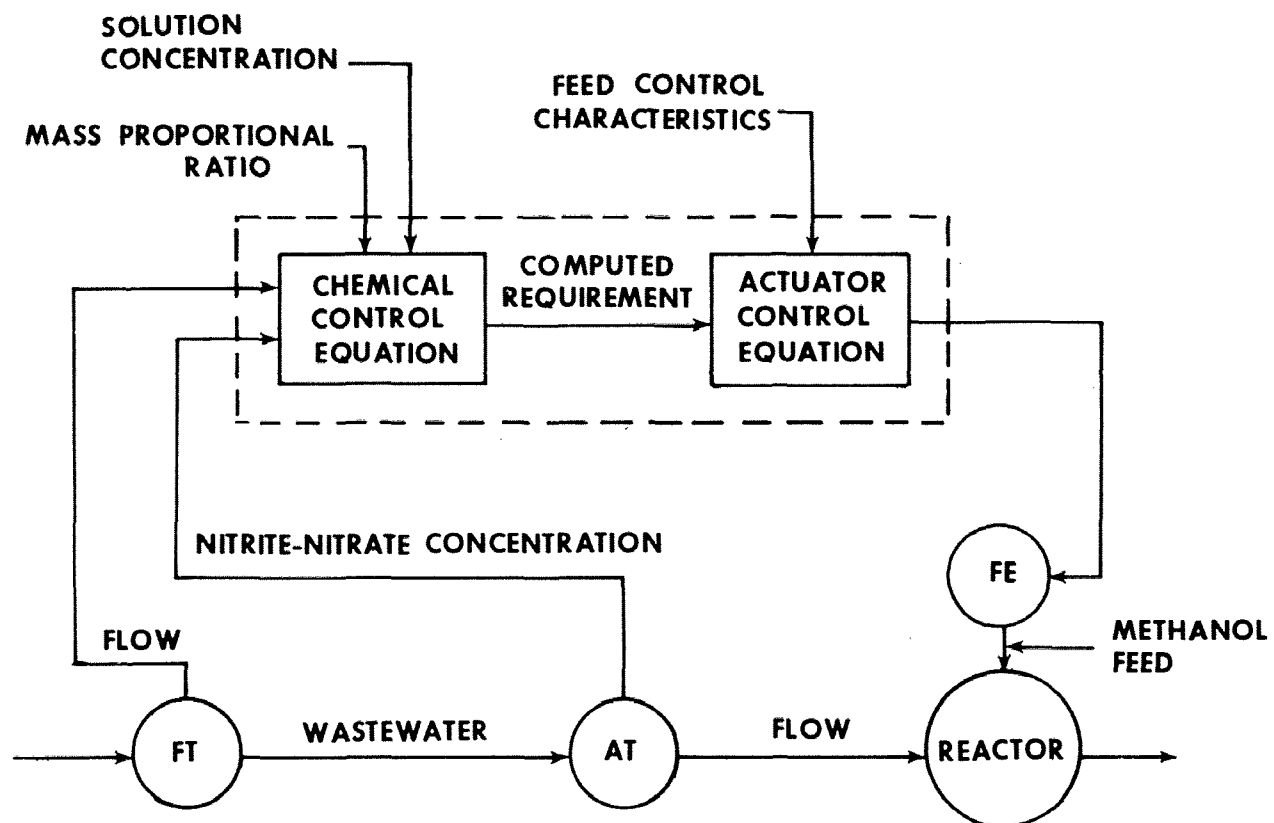 SOLUTION
CONCENTRATION
MASS PROPORTIONAL
RATIO
FEED CONTROL
CHARACTERISTICS
CHEMICAL
CONTROL
EQUATION
COMPUTED
REQUIREMENT
ACTUATOR
CONTROL
EQUATION
NITRITE-NITRATE CONCENTRATION
FE
FLOW
METHANOL
FEED
FT
WASTEWATER
AT
FLOW
REACTOR